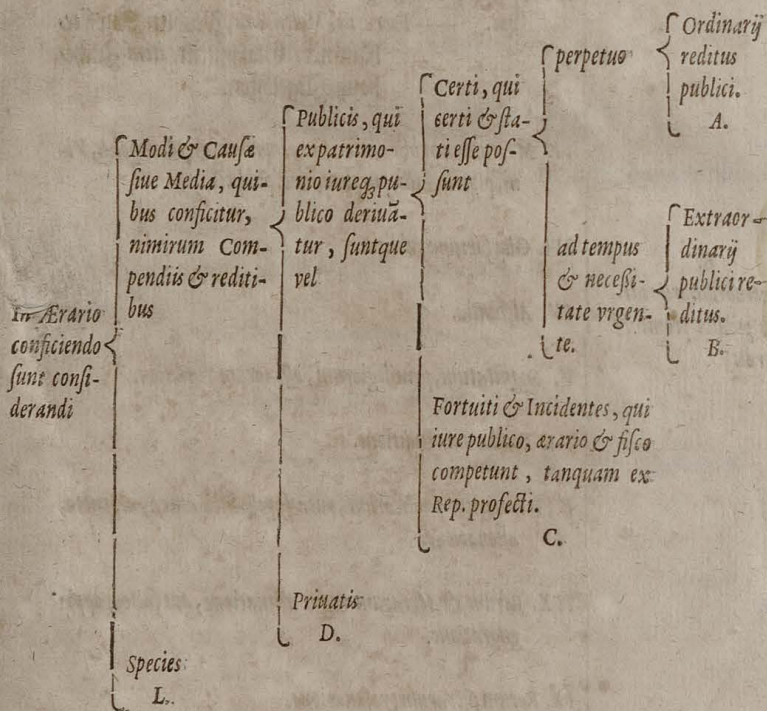 In Ærario
conficiendo
ſunt conſi-
derandi
Modi & Cauſæ
ſiue Media, qui-
bus conficitur,
nimirum Com-
pendiis & rediti-
bus
Publicis, qui
ex patrimo-
nio iureq́; pu-
blico deriuā-
tur, ſuntque
vel
Certi, qui
certi & ſta-
ti eſſe poſ-
ſunt
perpetuo
Ordinarij
reditus
publici.
A.
ad tempus
& neceſſi-
tate vrgen-
te.
Extraor-
dinarij
publici re-
ditus.
B.
Fortuiti & Incidentes, qui
iure publico, ærario & fiſco
competunt, tanquam ex
Rep. profecti.
C.
Priuatis
D.
Species
L.